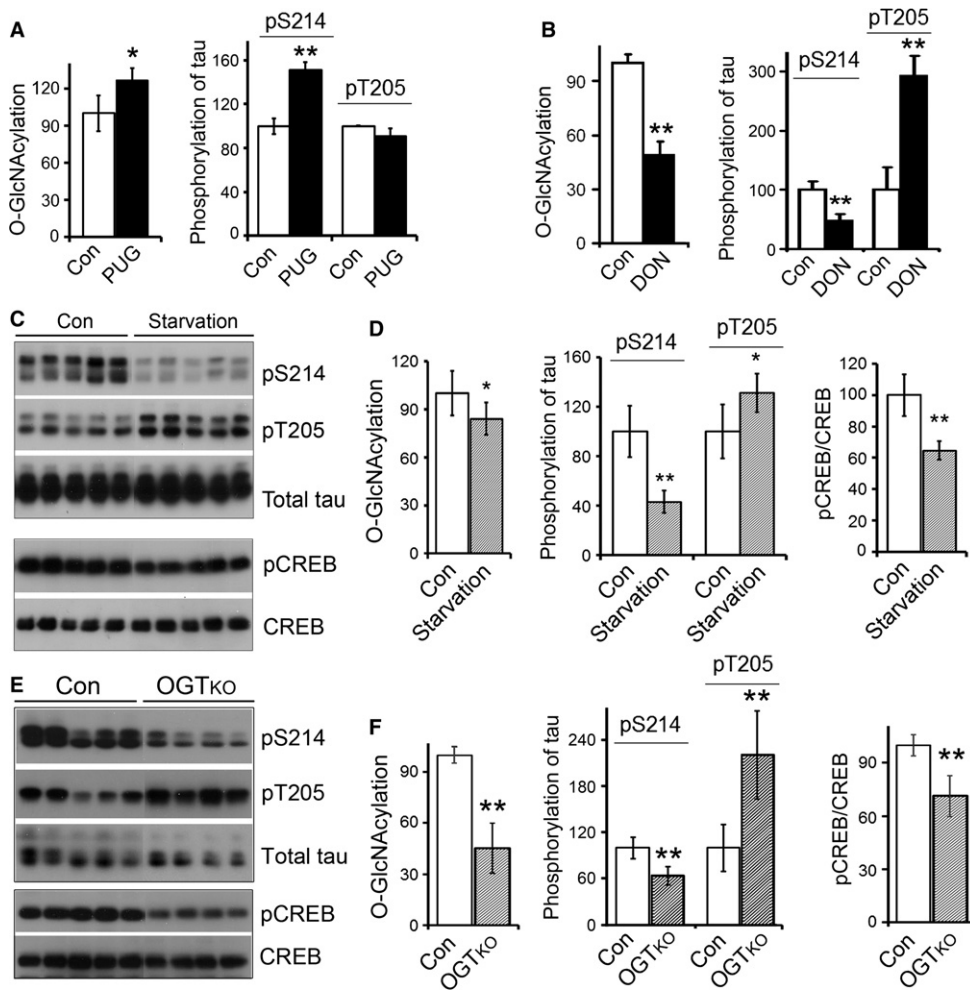 A
O-GlcNAcylation
120
90
60
30
0
*
Con
PUG
Phosphorylation of tau
160
120
80
40
0
pS214
**
pT205
Con
PUG
Con
PUG
B
O-GlcNAcylation
90
60
30
0
**
Con
DON
Phosphorylation of tau
300
200
100
0
pS214
**
pT205
**
Con
DON
Con
DON
C
Con
Starvation
pS214
pT205
Total tau
pCREB
CREB
D
O-GlcNAcylation
120
90
60
30
0
*
Con
Starvation
Phosphorylation of tau
160
120
80
40
0
pS214
**
pT205
*
Con
Starvation
Con
Starvation
pCREB/CREB
120
100
80
60
40
20
0
**
Con
Starvation
E
Con
OGTKO
pS214
pT205
Total tau
pCREB
CREB
F
O-GlcNAcylation
90
60
30
0
**
Con
OGTKO
Phosphorylation of tau
240
180
120
60
0
pS214
**
pT205
**
Con
OGTKO
Con
OGTKO
pCREB/CREB
90
60
30
0
**
Con
OGTKO